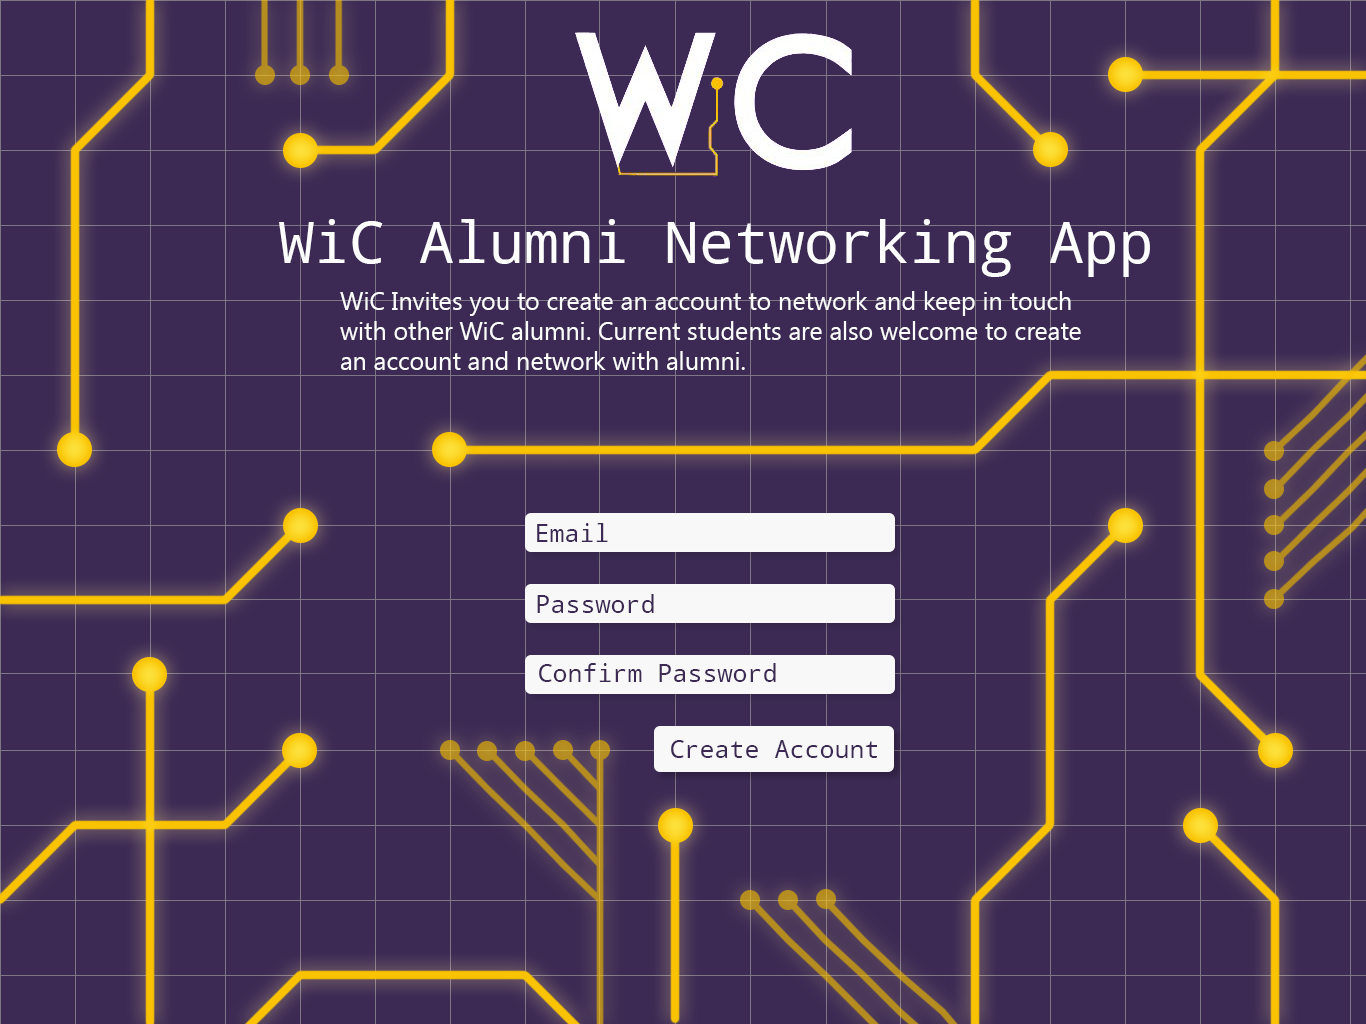 WiC
WiC Alumni Networking App
WiC Invites you to create an account to network and keep in touch
with other WiC alumni. Current students are also welcome to create
an account and network with alumni.
Email
Password
Confirm Password
Create Account